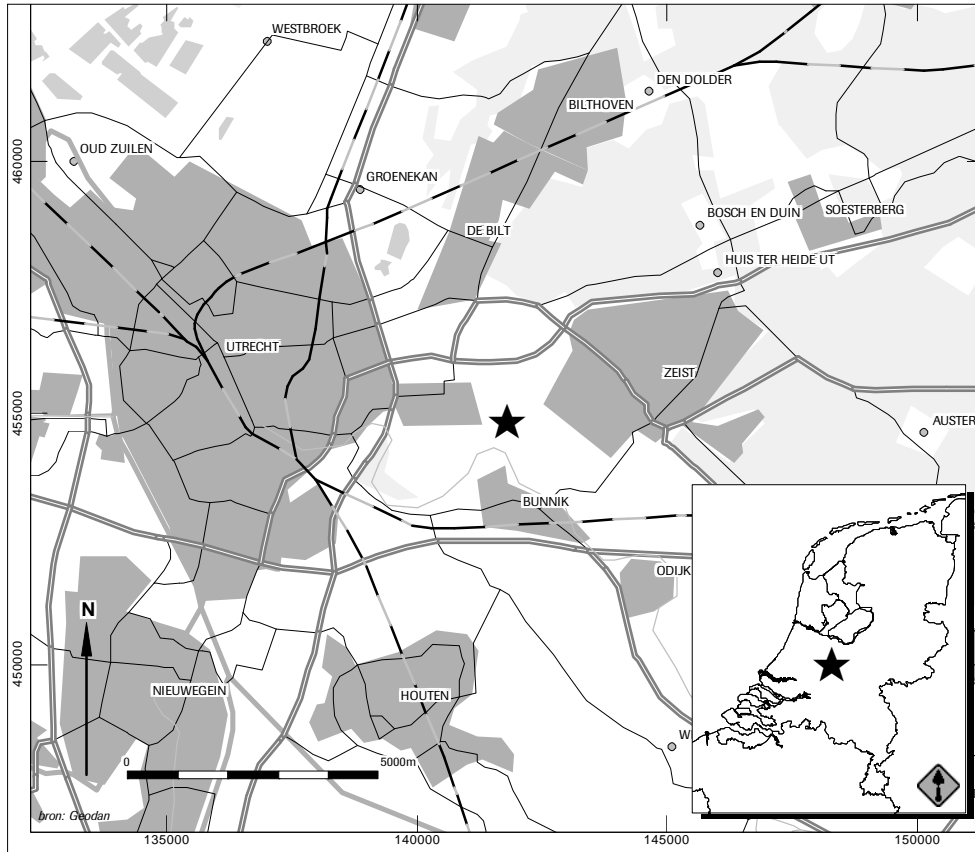 WESTBROEK
DEN DOLDER
BILTHOVEN
OUD ZUILEN
460000
GROENEKAN
BOSCH EN DUIN
SOESTERBERG
DE BILT
HUIS TER HEIDE UT
UTRECHT
ZEIST
455000
AUSTER
BUNNIK
ODIJK
N
450000
NIEUWEGEIN
HOUTEN
W
0
5000m
bron: Geodan
135000
140000
145000
150000